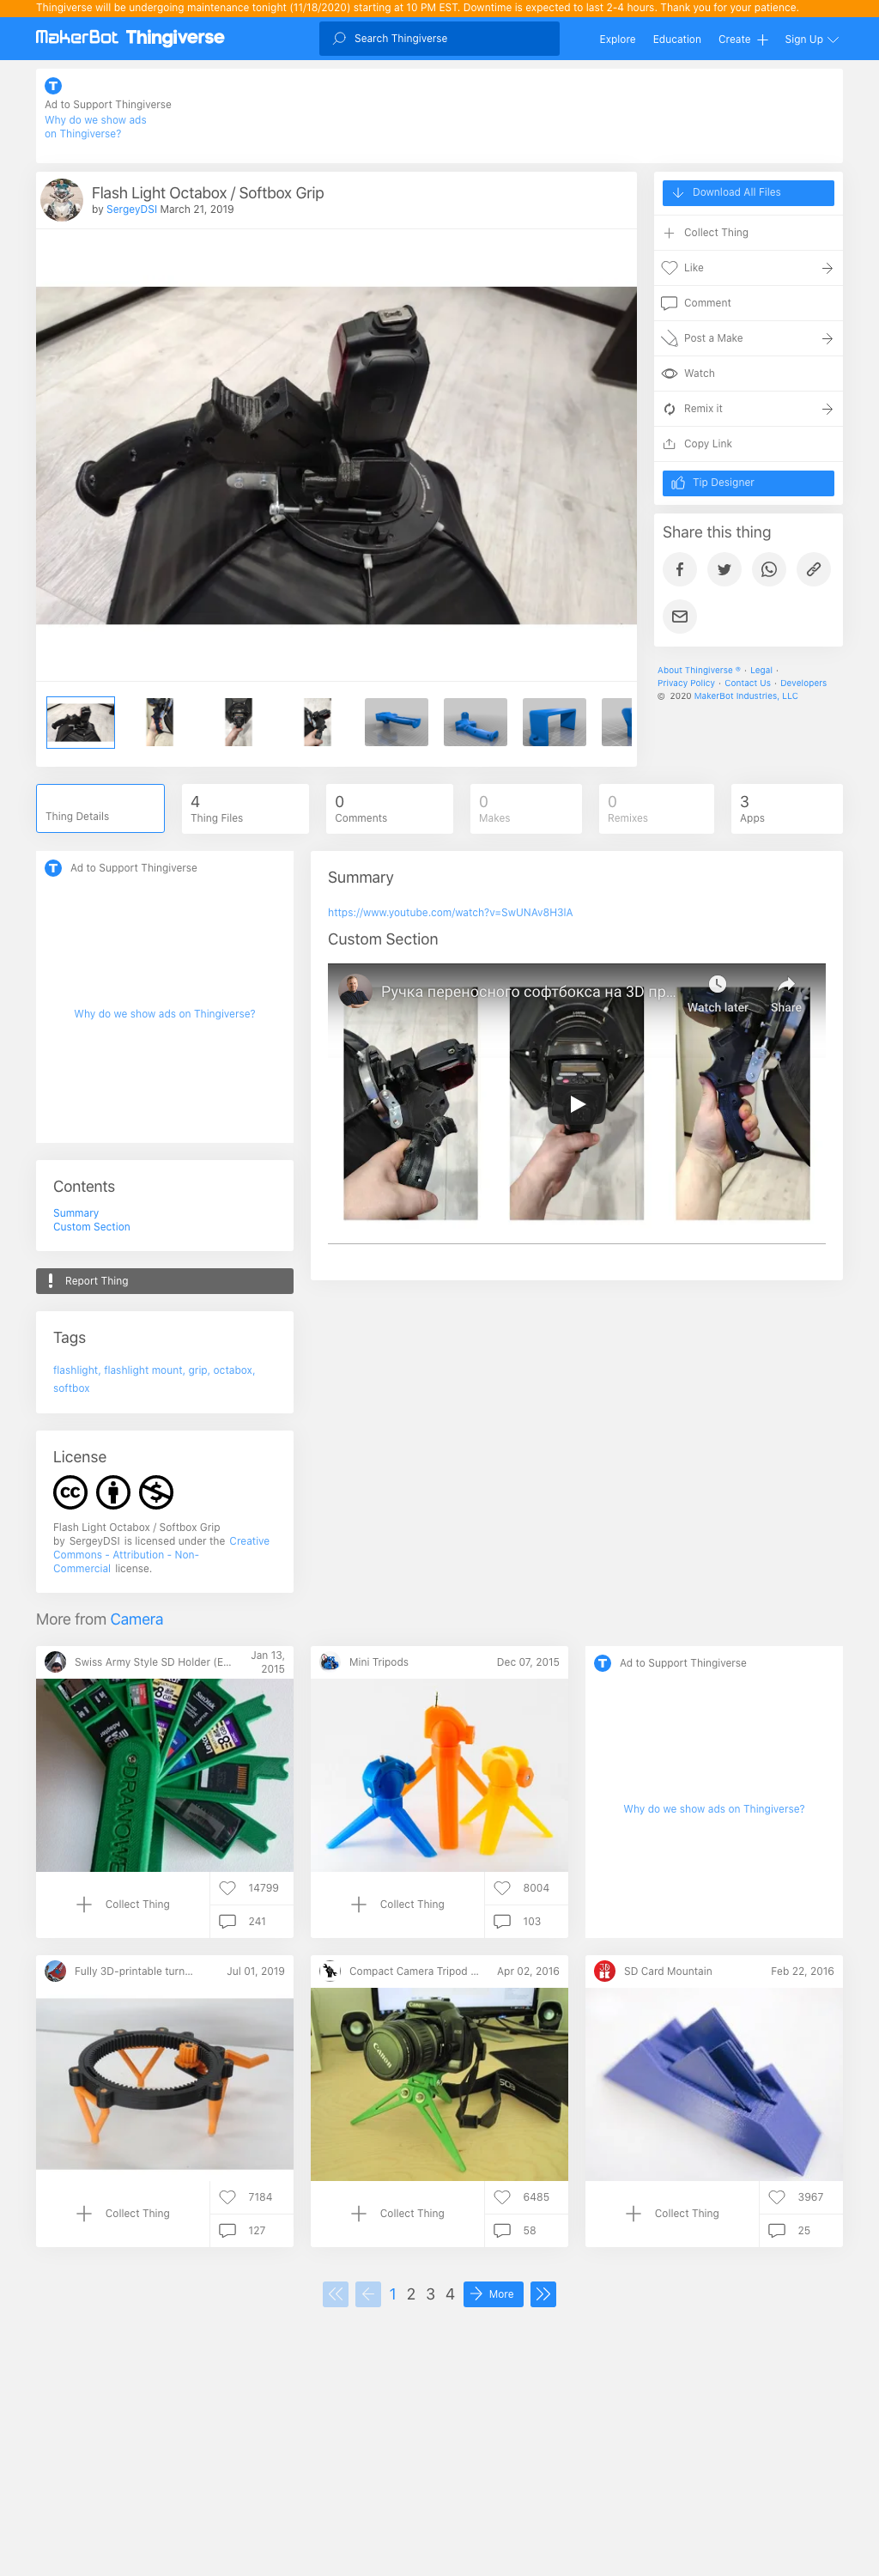 Thingiverse will be undergoing maintenance tonight (11/18/2020) starting at 10 PM EST. Downtime is expected to last 2-4 hours. Thank you for your patience.
MakerBot Thingiverse
Search Thingiverse
Explore
Education
Create
Sign Up
Ad to Support Thingiverse
Why do we show ads
on Thingiverse?
Flash Light Octabox / Softbox Grip
by SergeyDSI March 21, 2019
Download All Files
Collect Thing
Like
Comment
Post a Make
Watch
Remix it
Copy Link
Tip Designer
Share this thing
About Thingiverse ® · Legal ·
Privacy Policy · Contact Us · Developers
© 2020 MakerBot Industries, LLC
Thing Details
4
Thing Files
0
Comments
0
Makes
0
Remixes
3
Apps
Ad to Support Thingiverse
Why do we show ads on Thingiverse?
Contents
Summary
Custom Section
Report Thing
Tags
flashlight, flashlight mount, grip, octabox,
softbox
License
Flash Light Octabox / Softbox Grip
by SergeyDSI is licensed under the Creative
Commons - Attribution - Non-
Commercial license.
Summary
https://www.youtube.com/watch?v=SwUNAv8H3lA
Custom Section
Ручка переносного софтбокса на 3D пр...
Watch later
Share
More from Camera
Swiss Army Style SD Holder (E...
Jan 13,
2015
SanDisk
Lexar
Adapter
DRANOWE
Collect Thing
14799
241
Mini Tripods
Dec 07, 2015
Collect Thing
8004
103
Ad to Support Thingiverse
Why do we show ads on Thingiverse?
Fully 3D-printable turn...
Jul 01, 2019
Collect Thing
7184
127
Compact Camera Tripod ...
Apr 02, 2016
Canon
CANON
Collect Thing
6485
58
SD Card Mountain
Feb 22, 2016
Collect Thing
3967
25
1
2
3
4
More